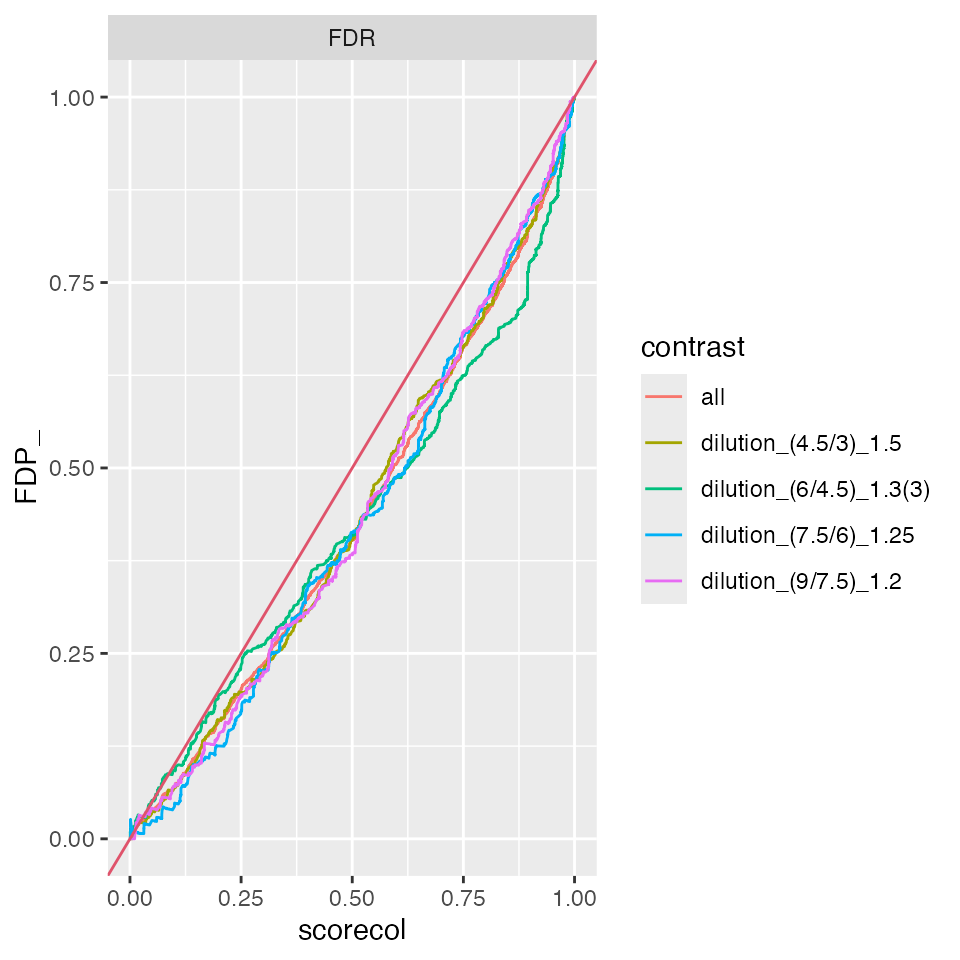 FDR
1.00
0.75
0.50
0.25
0.00
FDP_
0.00 0.25 0.50 0.75 1.00
scorecol
contrast
all
dilution_(4.5/3)_1.5
dilution_(6/4.5)_1.3(3)
dilution_(7.5/6)_1.25
dilution_(9/7.5)_1.2